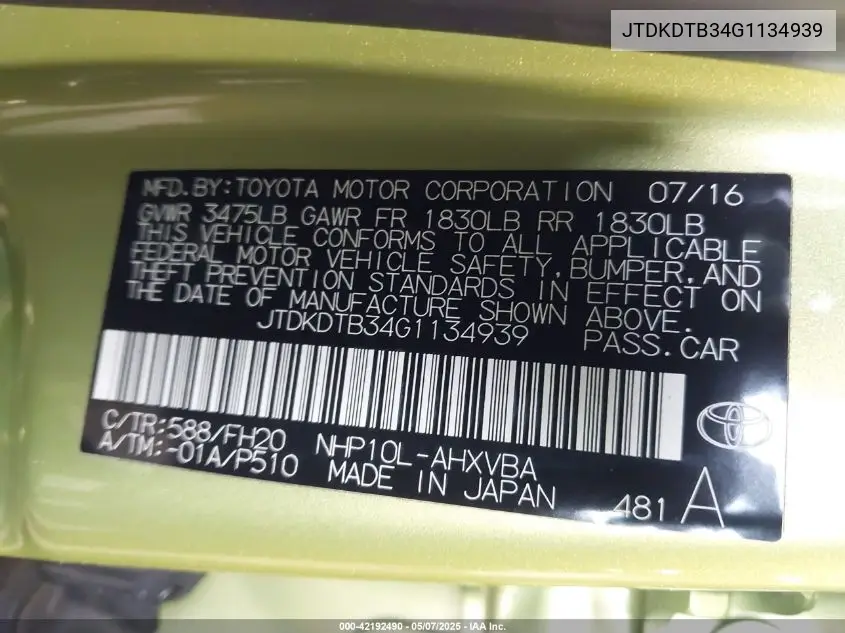 JTDKDTB34G1134939
MFD.BY:TOYOTA MOTOR CORPORATION 07/16
GVWR 3475LB GAWR FR 1830LB RR 1830LB
THIS VEHICLE CONFORMS TO ALL APPLICABLE
FEDERAL MOTOR VEHICLE SAFETY,BUMPER,AND
THEFT PREVENTION STANDARDS IN EFFECT ON
THE DATE OF MANUFACTURE SHOWN ABOVE.
JTDKDTB34G1134939 PASS.CAR
C/TR:588/FH20 NHP10L-AHXVBA
A/TM:-01A/P510 MADE IN JAPAN 481 A
000-42192490 - 05/07/2025 - IAA Inc.